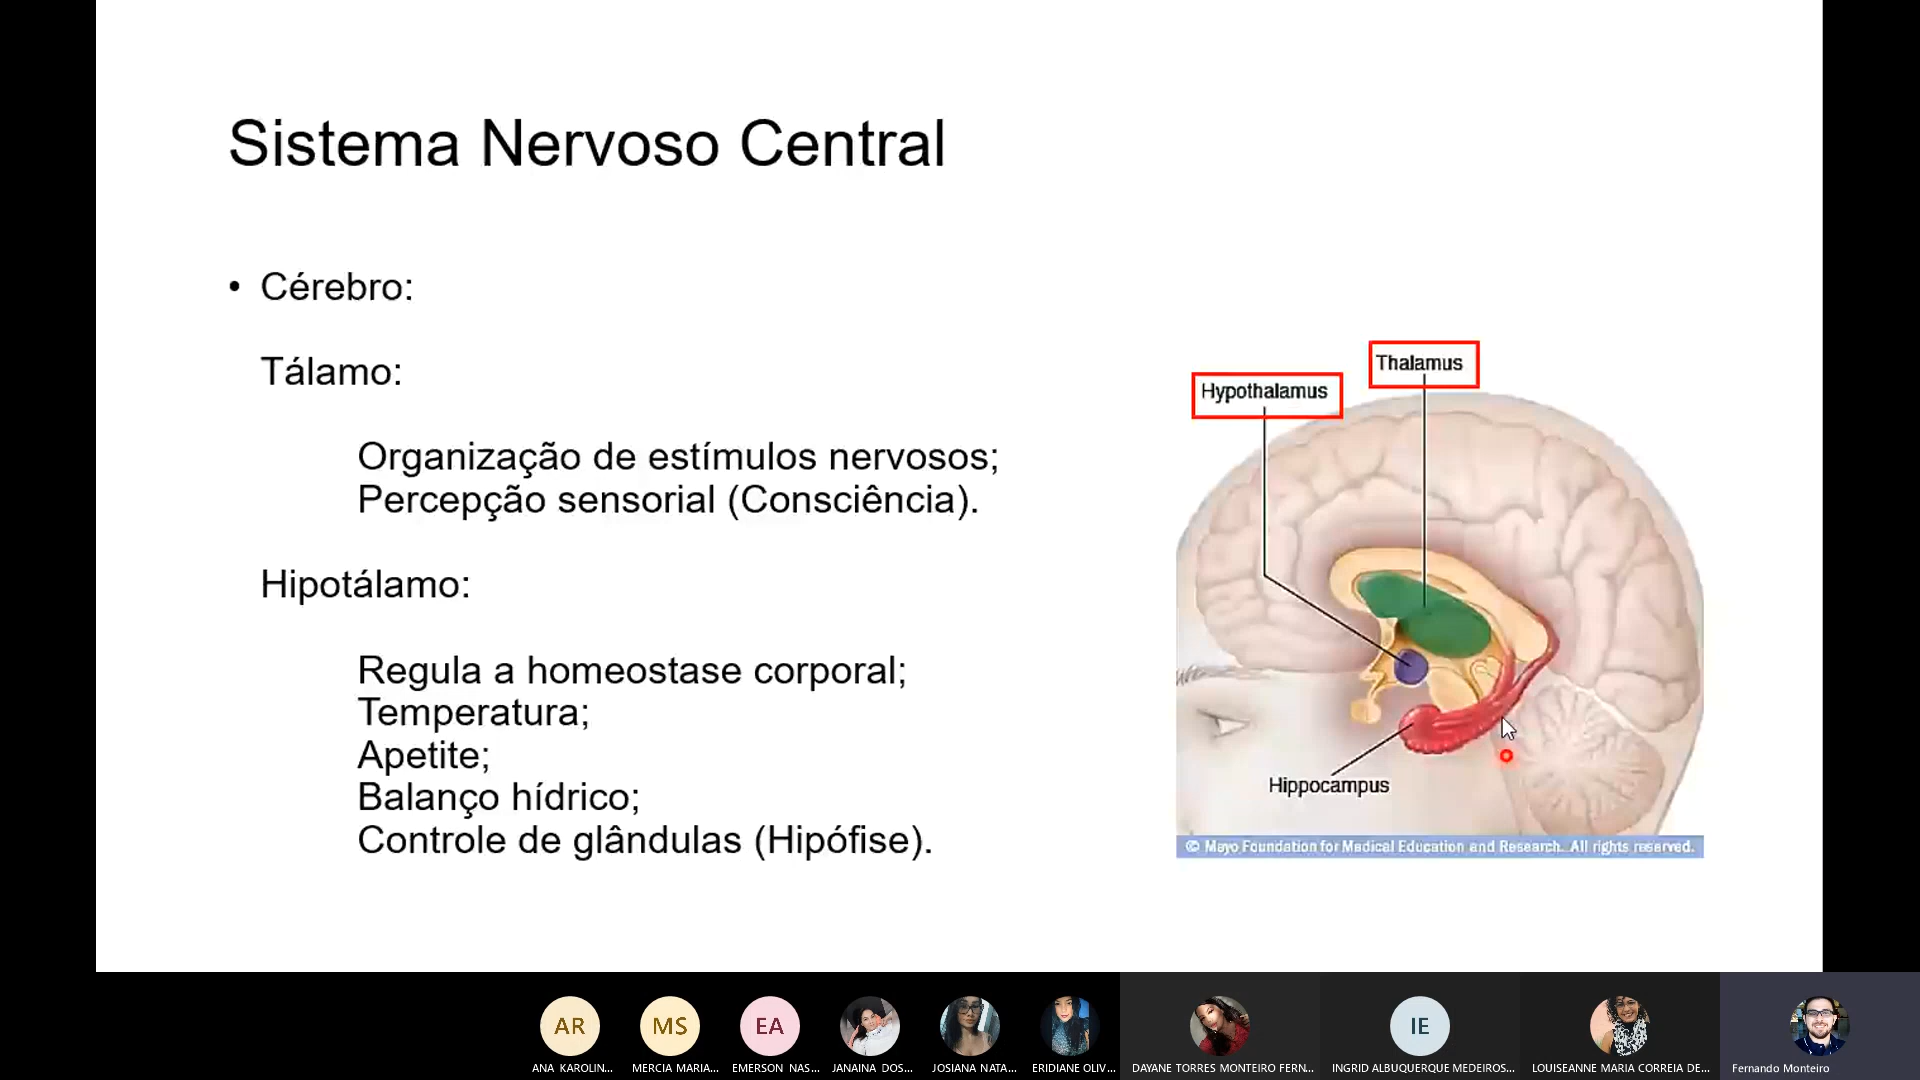 Sistema Nervoso Central
• Cérebro:
Tálamo:
Organização de estímulos nervosos;
Percepção sensorial (Consciência).
Hipotálamo:
Regula a homeostase corporal;
Temperatura;
Apetite;
Balanço hídrico;
Controle de glândulas (Hipófise).
Thalamus
Hypothalamus
Hippocampus
© Mayo Foundation for Medical Education and Research. All rights reserved.
AR
MS
EA
IE
ANA KAROLIN...
MERCIA MARIA...
EMERSON NAS...
JANAINA DOS...
JOSIANA NATA...
ERIDIANE OLIV...
DAYANE TORRES MONTEIRO FERN...
INGRID ALBUQUERQUE MEDEIROS...
LOUISEANNE MARIA CORREIA DE...
Fernando Monteiro